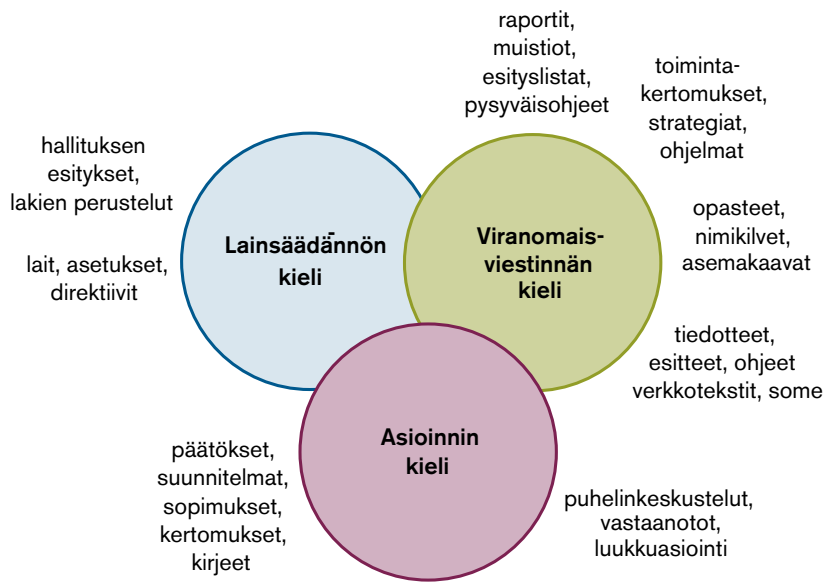 raportit,
muistiot,
esityslistat,
pysyväisohjeet
toiminta-
kertomukset,
strategiat,
ohjelmat
hallituksen
esitykset,
lakien perustelut
lait, asetukset,
direktiivit
Lainsäädännön
kieli
Viranomais-
viestinnän
kieli
opasteet,
nimikilvet,
asemakaavat
tiedotteet,
esitteet, ohjeet
verkkotekstit, some
Asioinnin
kieli
päätökset,
suunnitelmat,
sopimukset,
kertomukset,
kirjeet
puhelinkeskustelut,
vastaanotot,
luukkuasiointi